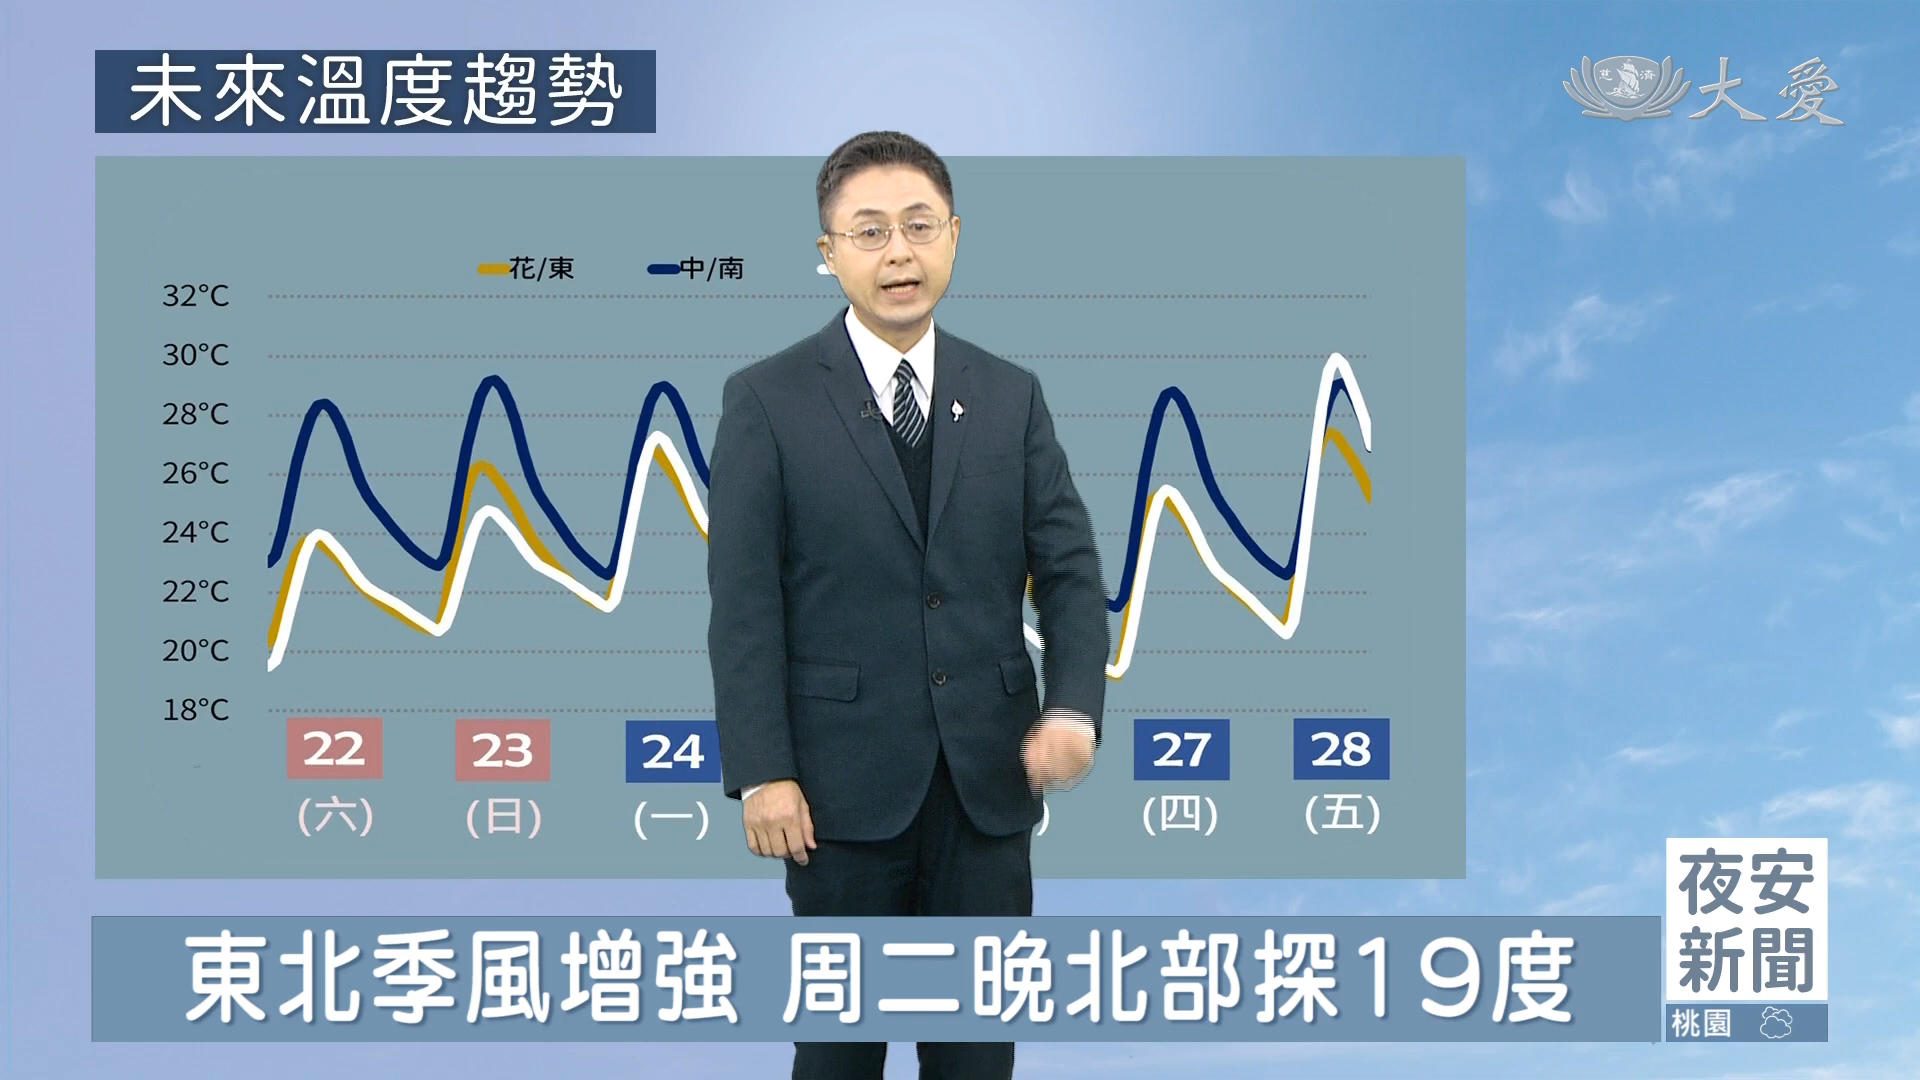 未來溫度趨勢
慈濟 大愛
花/東 中/南
32°C
30°C
28°C
26°C
24°C
22°C
20°C
18°C
22 23 24 27 28
(六) (日) (一) ) (四) (五)
東北季風增強 周二晚北部探19度
夜安
新聞
桃園